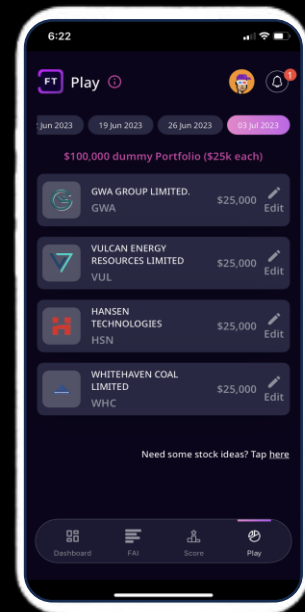 6:22
FT Play
1
Jun 2023 19 Jun 2023 26 Jun 2023 03 Jul 2023
$100,000 dummy Portfolio ($25k each)
GWA GROUP LIMITED.
GWA
$25,000
Edit
VULCAN ENERGY
RESOURCES LIMITED
VUL
$25,000
Edit
HANSEN
TECHNOLOGIES
HSN
$25,000
Edit
WHITEHAVEN COAL
LIMITED
WHC
$25,000
Edit
Need some stock ideas? Tap here
Dashboard FAI Score Play